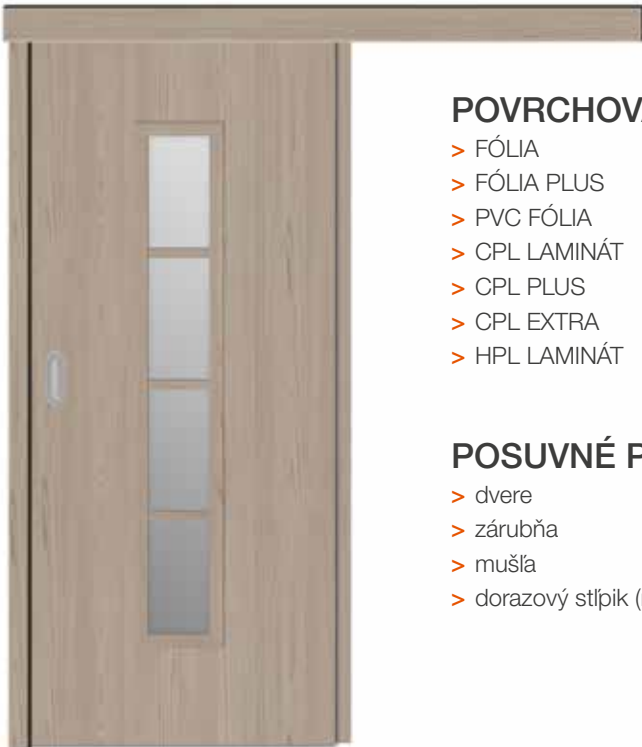 POVRCHOVA
> FÓLIA
> FÓLIA PLUS
> PVC FÓLIA
> CPL LAMINÁT
> CPL PLUS
> CPL EXTRA
> HPL LAMINÁT
POSUVNÉ P
> dvere
> zárubňa
> mušľa
> dorazový stĺpik (